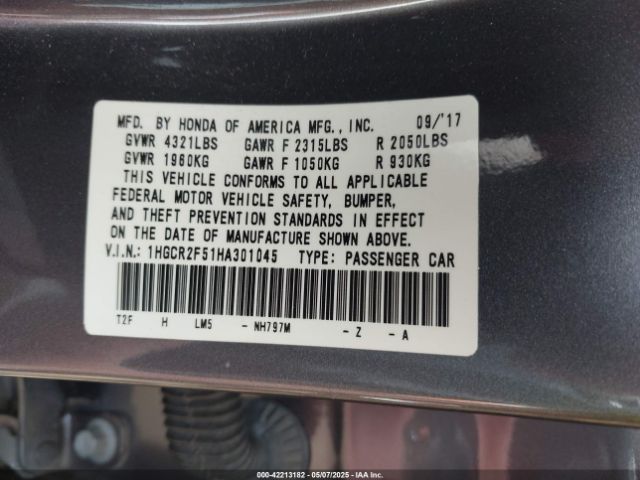 MFD. BY HONDA OF AMERICA MFG., INC. 09/'17
GVWR 4321LBS GAWR F 2315LBS R 2050LBS
GVWR 1960KG GAWR F 1050KG R 930KG
THIS VEHICLE CONFORMS TO ALL APPLICABLE
FEDERAL MOTOR VEHICLE SAFETY, BUMPER,
AND THEFT PREVENTION STANDARDS IN EFFECT
ON THE DATE OF MANUFACTURE SHOWN ABOVE.
V.I.N.: 1HGCR2F51HA301045 TYPE: PASSENGER CAR
T2F H LM5 - NH797M - Z - A
000-42213182 | 05/07/2025 | IAA Inc.